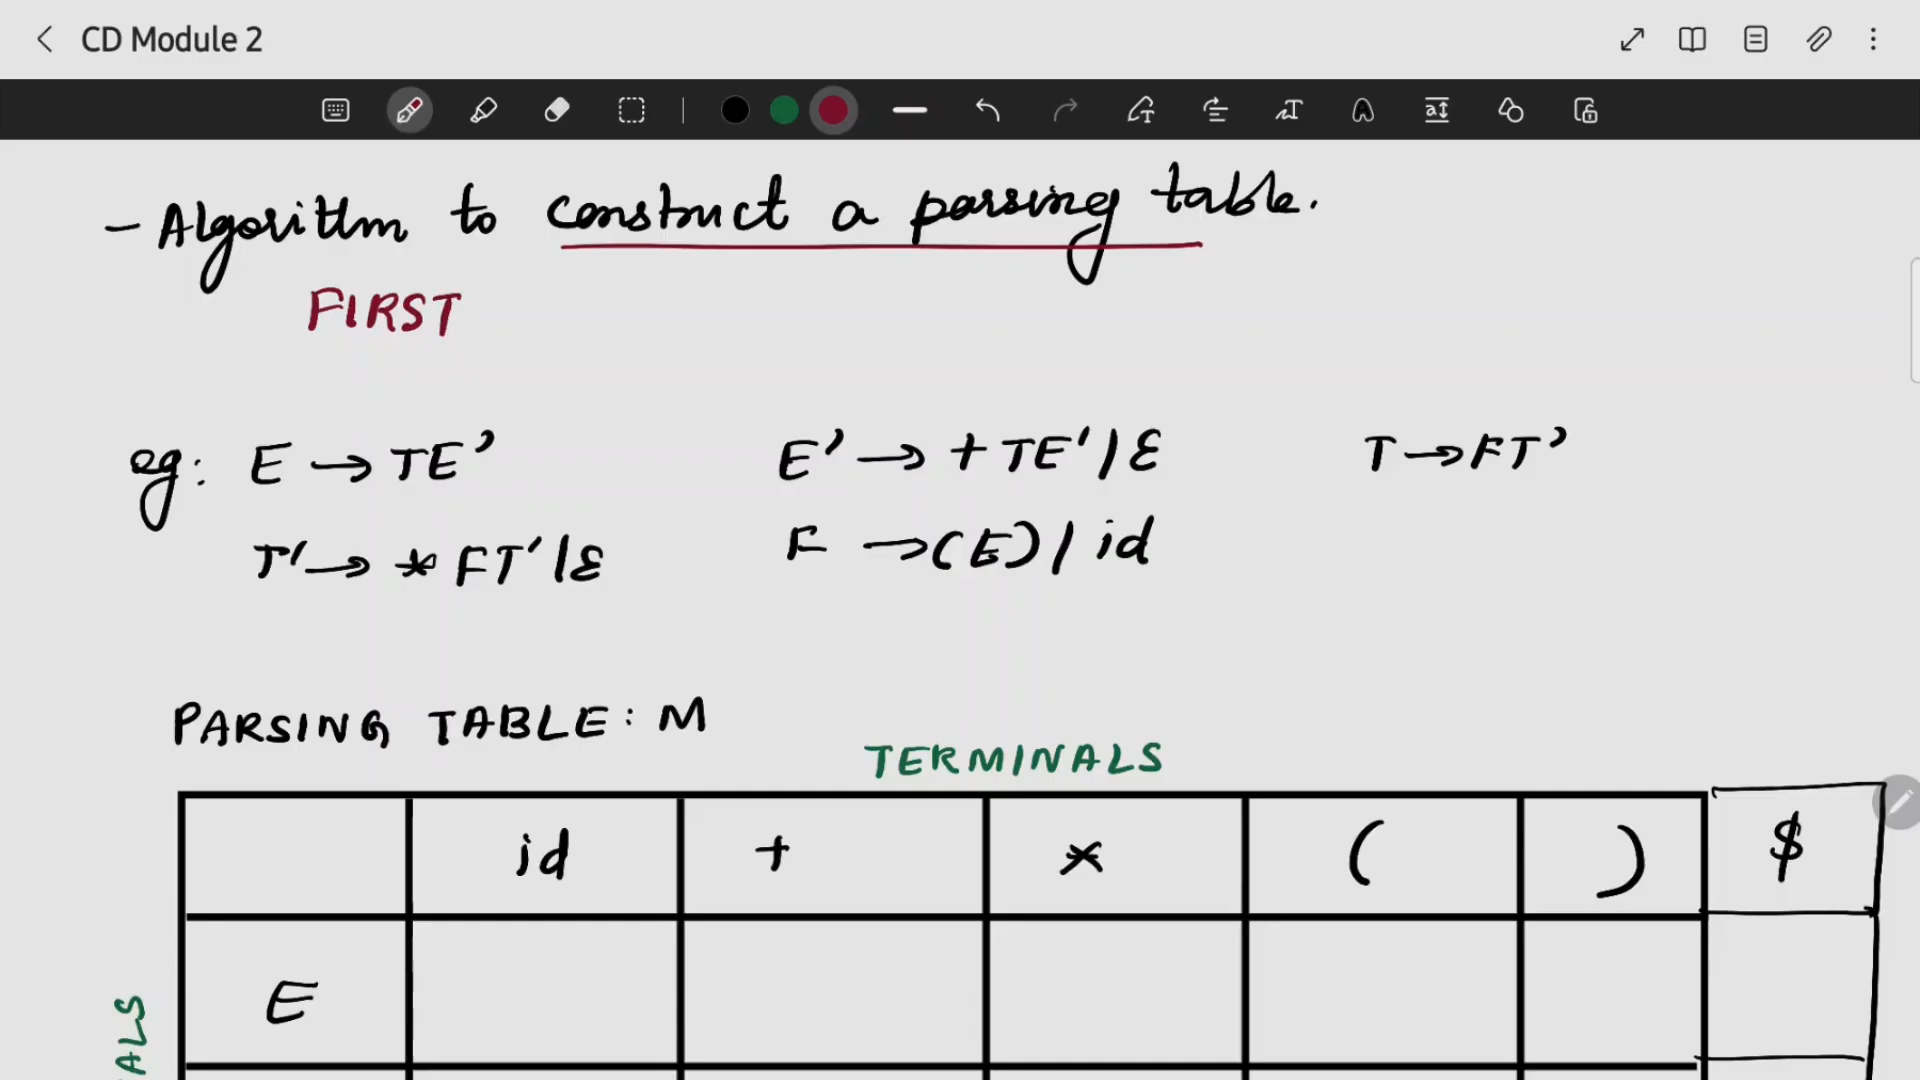 CD Module 2
- Algorithm to construct a parsing table.
FIRST
eg: E → TE' E' → + TE' | ε T → FT'
T' → * FT' | ε F → (E) | id
PARSING TABLE: M
TERMINALS
id + * ( ) $
E
ALS